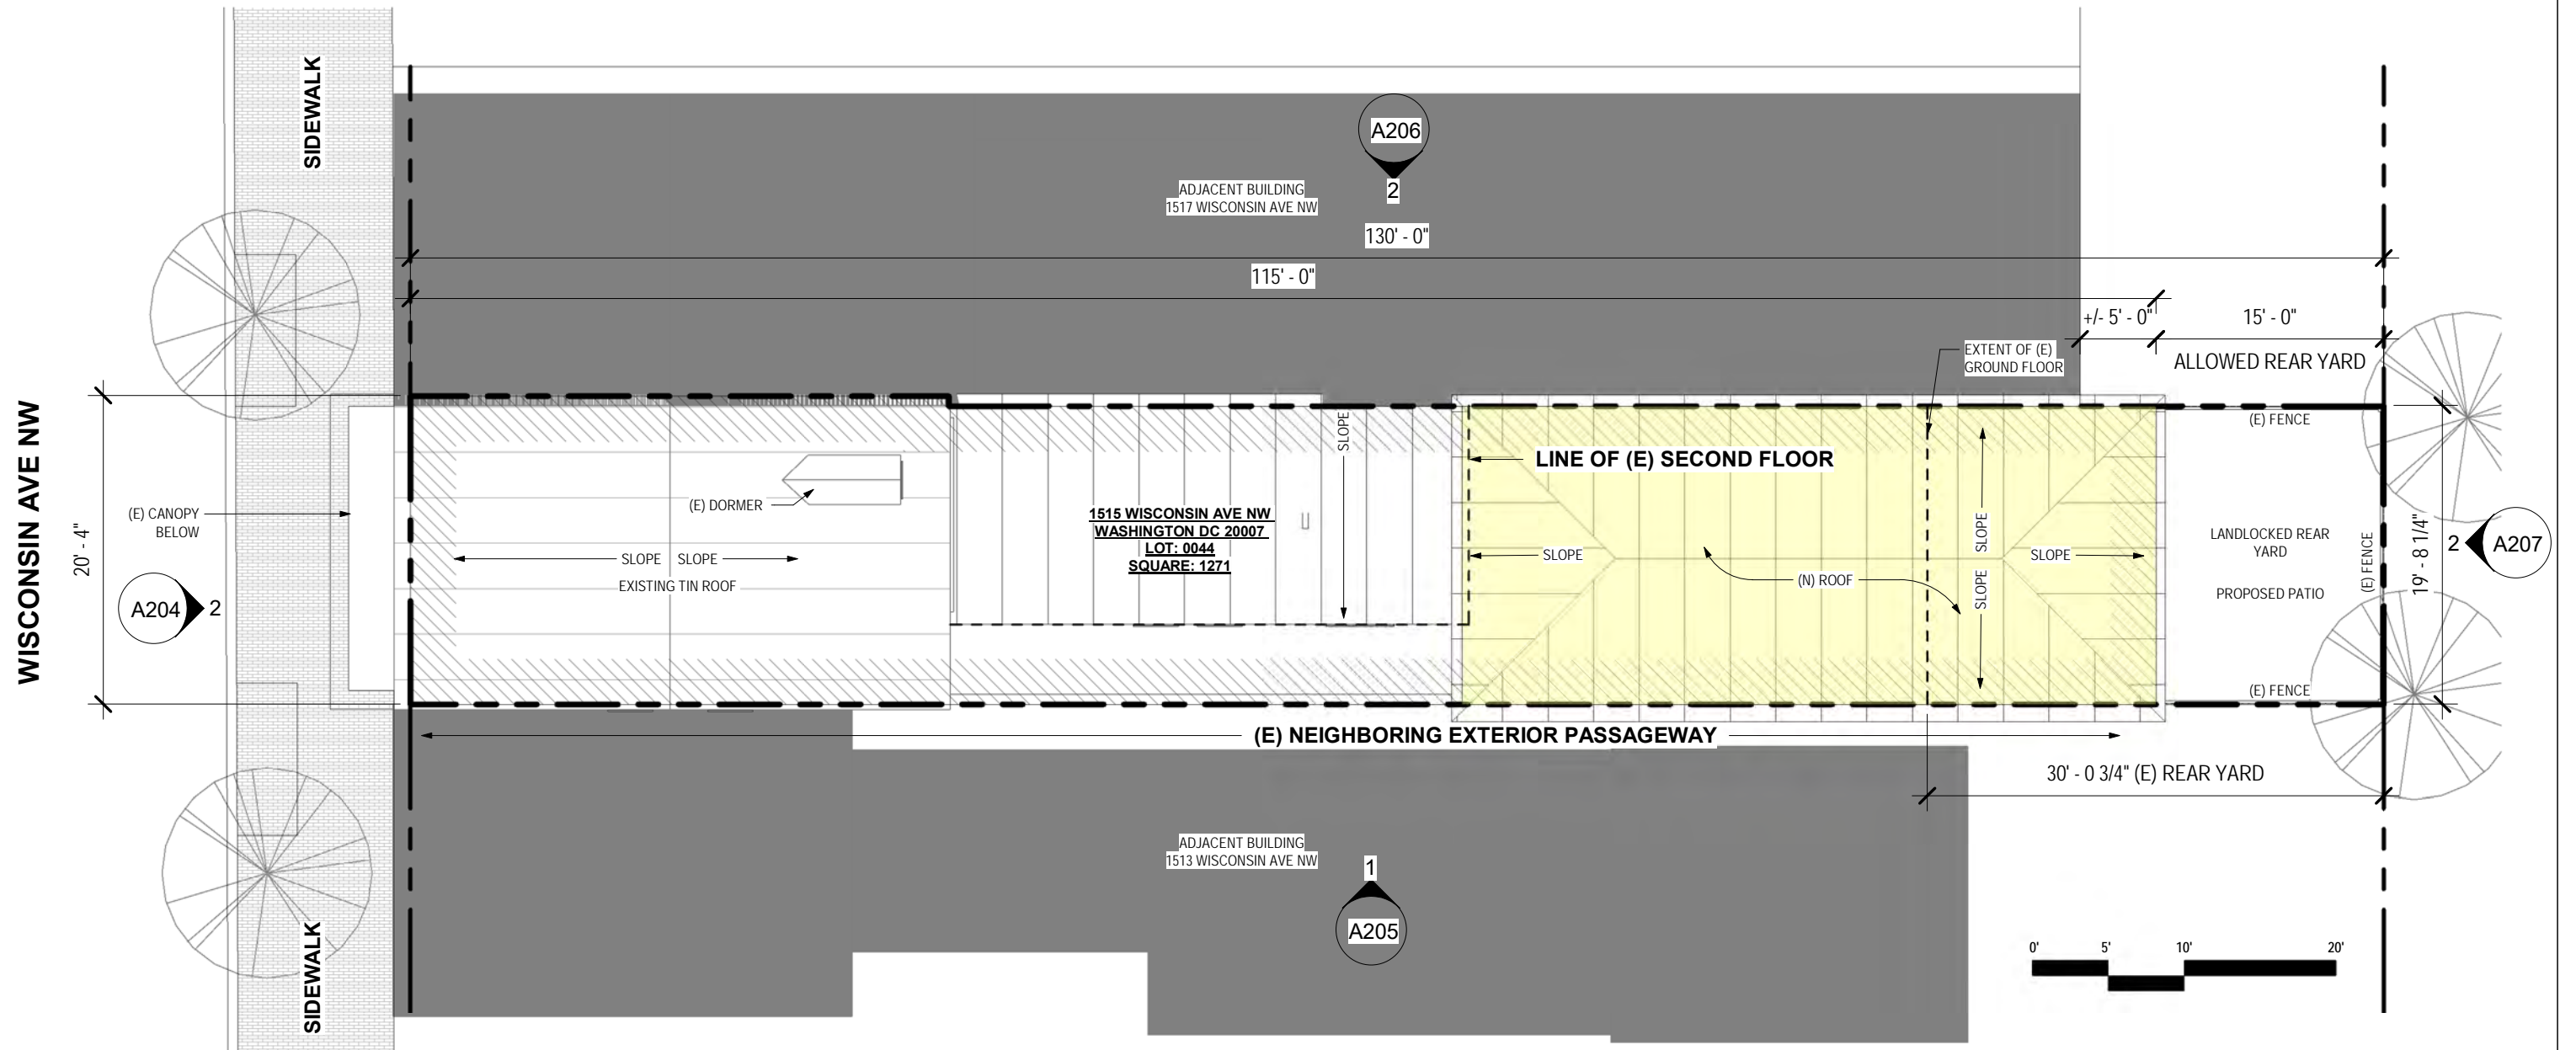 SIDEWALK
A206
2
ADJACENT BUILDING
1517 WISCONSIN AVE NW
130' - 0"
115' - 0"
+/- 5' - 0"
15' - 0"
ALLOWED REAR YARD
EXTENT OF (E)
GROUND FLOOR
WISCONSIN AVE NW
20' - 4"
(E) CANOPY
BELOW
A204
2
(E) DORMER
SLOPE
SLOPE
EXISTING TIN ROOF
1515 WISCONSIN AVE NW
WASHINGTON DC 20007
LOT: 0044
SQUARE: 1271
SLOPE
LINE OF (E) SECOND FLOOR
SLOPE
(N) ROOF
SLOPE
SLOPE
SLOPE
(E) FENCE
LANDLOCKED REAR
YARD
PROPOSED PATIO
(E) FENCE
(E) FENCE
19' - 8 1/4"
2
A207
(E) NEIGHBORING EXTERIOR PASSAGEWAY
30' - 0 3/4" (E) REAR YARD
ADJACENT BUILDING
1513 WISCONSIN AVE NW
1
A205
SIDEWALK
0'
5'
10'
20'